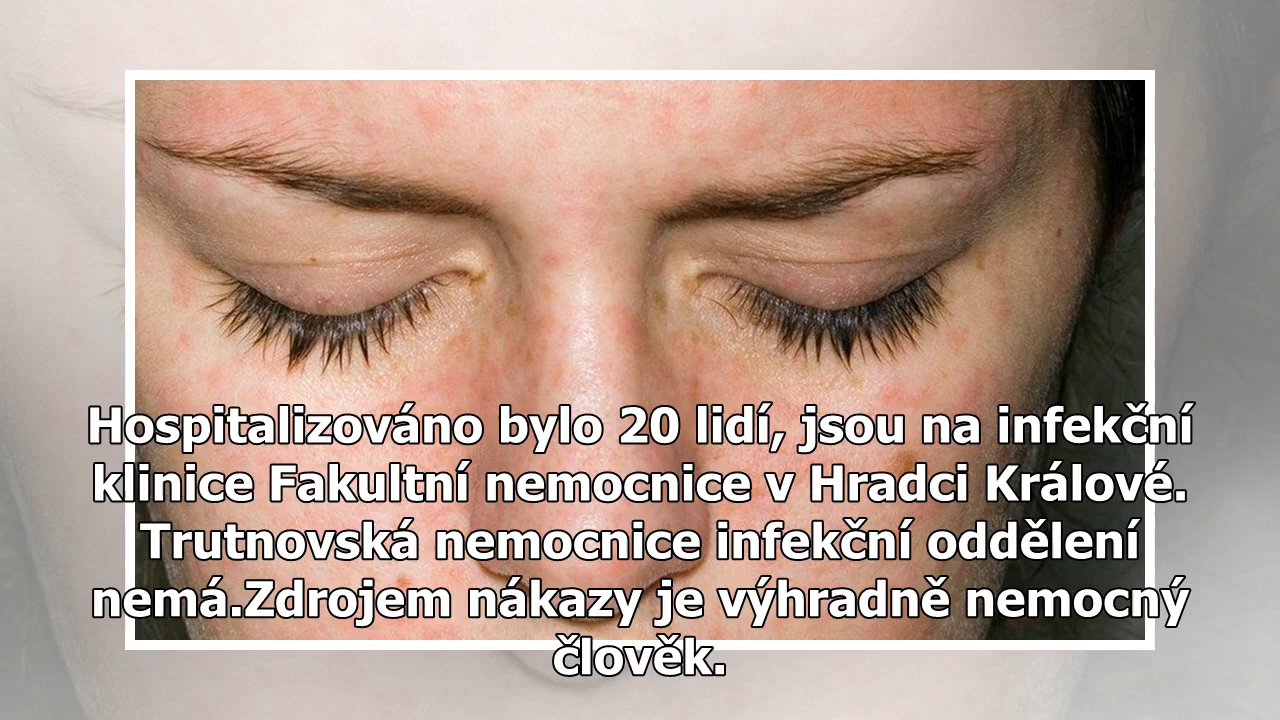 Hospitalizováno bylo 20 lidí, jsou na infekční
klinice Fakultní nemocnice v Hradci Králové.
Trutnovská nemocnice infekční oddělení
nemá.Zdrojem nákazy je výhradně nemocný
člověk.